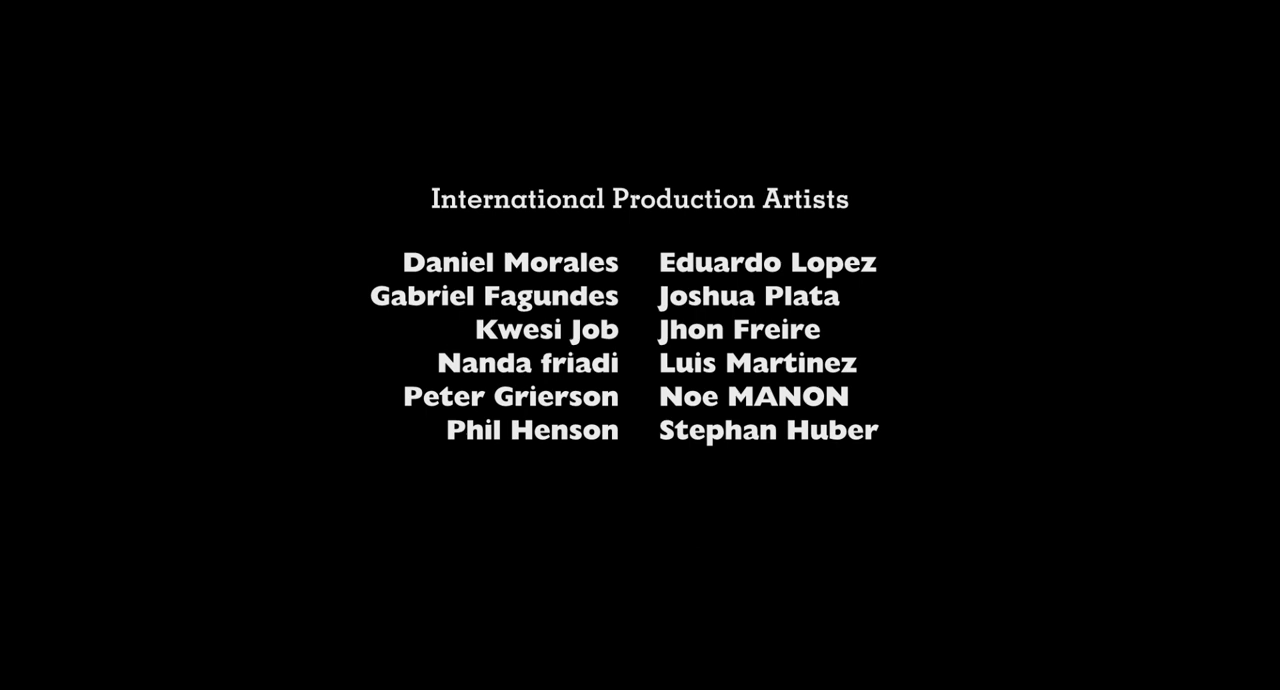 International Production Artists
Daniel Morales Eduardo Lopez
Gabriel Fagundes Joshua Plata
Kwesi Job Jhon Freire
Nanda friadi Luis Martinez
Peter Grierson Noe MANON
Phil Henson Stephan Huber